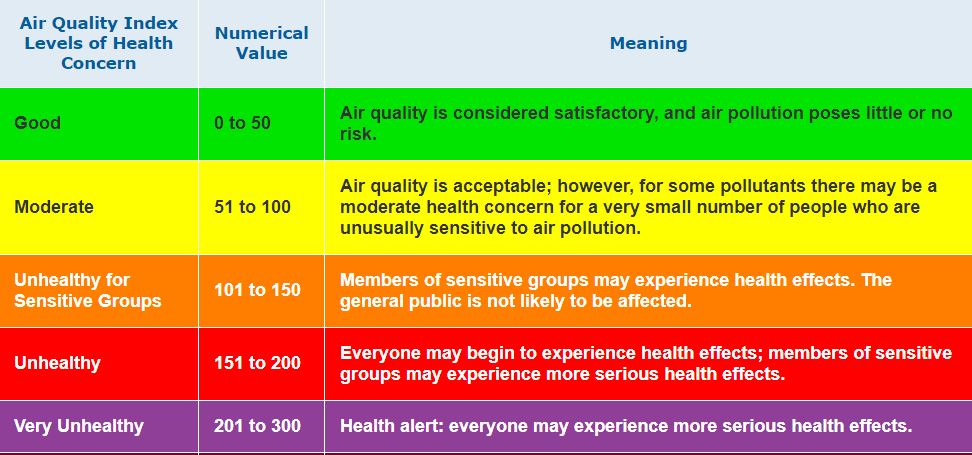 Air Quality Index
Levels of Health
Concern
Numerical
Value
Meaning
Good
0 to 50
Air quality is considered satisfactory, and air pollution poses little or no
risk.
Moderate
51 to 100
Air quality is acceptable; however, for some pollutants there may be a
moderate health concern for a very small number of people who are
unusually sensitive to air pollution.
Unhealthy for
Sensitive Groups
101 to 150
Members of sensitive groups may experience health effects. The
general public is not likely to be affected.
Unhealthy
151 to 200
Everyone may begin to experience health effects; members of sensitive
groups may experience more serious health effects.
Very Unhealthy
201 to 300
Health alert: everyone may experience more serious health effects.